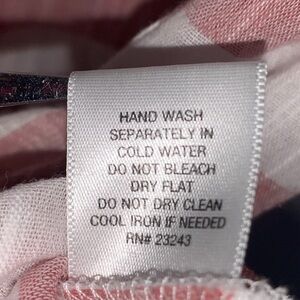 HAND WASH
SEPARATELY IN
COLD WATER
DO NOT BLEACH
DRY FLAT
DO NOT DRY CLEAN
COOL IRON IF NEEDED
RN# 23243